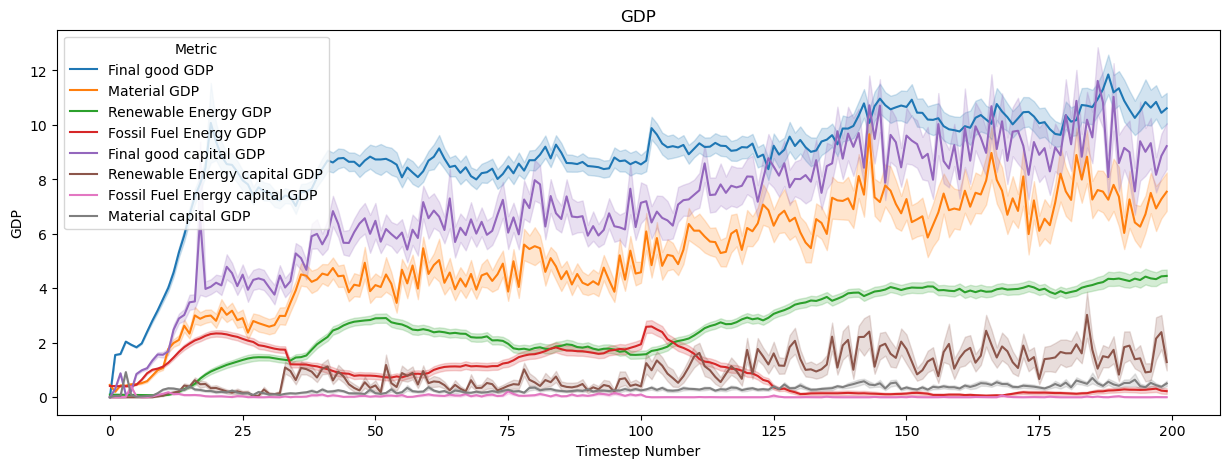 GDP
Metric
Final good GDP
Material GDP
Renewable Energy GDP
Fossil Fuel Energy GDP
Final good capital GDP
Renewable Energy capital GDP
Fossil Fuel Energy capital GDP
Material capital GDP
GDP
12
10
8
6
4
2
0
0 25 50 75 100 125 150 175 200
Timestep Number